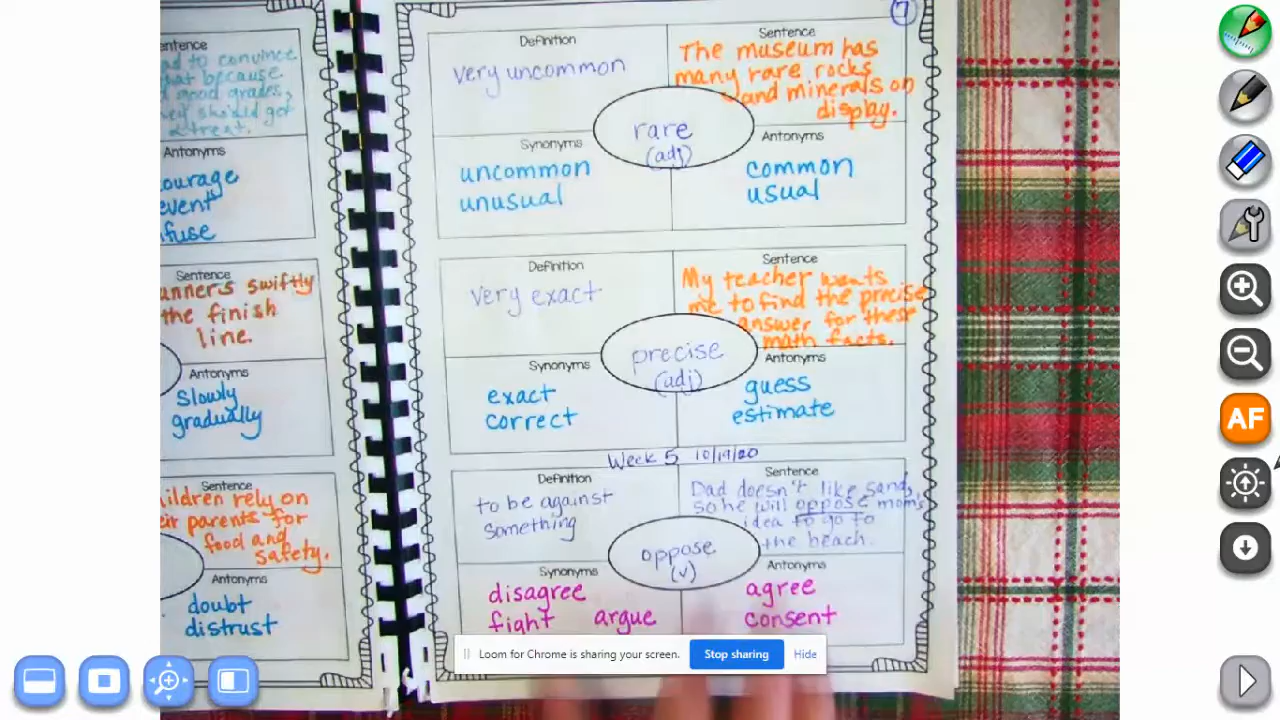 entence
ad to convince
hat because
d good grades,
hey should get
a treat.
Antonyms
courage
event
fuse
Sentence
unners swiftly
the finish
line.
Antonyms
slowly
gradually
Sentence
hildren rely on
eir parents for
food and
safety.
Antonyms
doubt
distrust
7
Definition
very uncommon
Sentence
The museum has
many rare rocks
and minerals on
display.
rare
(adj)
Synonyms
uncommon
unusual
Antonyms
common
usual
Definition
very exact
Sentence
My teacher wants
me to find the precise
answer for these
math facts.
precise
(adj)
Synonyms
exact
correct
Antonyms
guess
estimate
Week 5 10/19/20
Definition
to be against
something
Sentence
Dad doesn't like sand,
so he will oppose mom's
idea to go to
the beach.
oppose
(v)
Synonyms
disagree
fight argue
Antonyms
agree
consent
Loom for Chrome is sharing your screen. Stop sharing Hide
AF